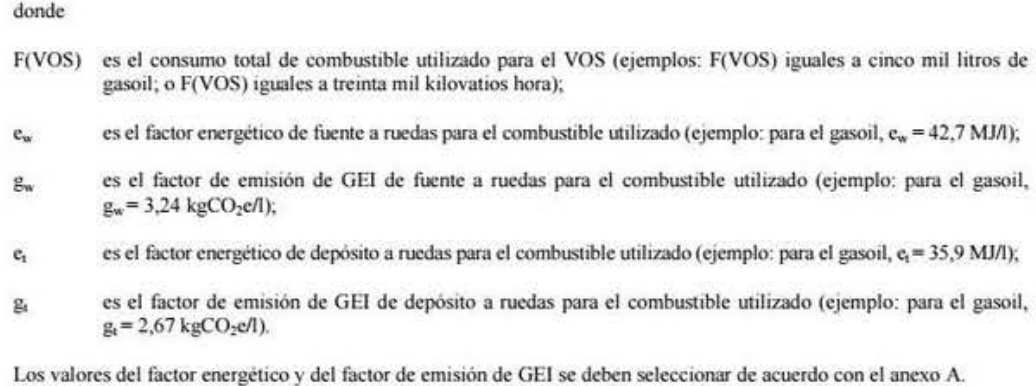 donde
F(VOS) es el consumo total de combustible utilizado para el VOS (ejemplos: F(VOS) iguales a cinco mil litros de
gasoil; o F(VOS) iguales a treinta mil kilovatios hora);
e_w es el factor energético de fuente a ruedas para el combustible utilizado (ejemplo: para el gasoil, e_w = 42,7 MJ/l);
g_w es el factor de emisión de GEI de fuente a ruedas para el combustible utilizado (ejemplo: para el gasoil,
g_w = 3,24 kgCO₂e/l);
e_t es el factor energético de depósito a ruedas para el combustible utilizado (ejemplo: para el gasoil, e_t = 35,9 MJ/l);
g_t es el factor de emisión de GEI de depósito a ruedas para el combustible utilizado (ejemplo: para el gasoil,
g_t = 2,67 kgCO₂e/l).
Los valores del factor energético y del factor de emisión de GEI se deben seleccionar de acuerdo con el anexo A.